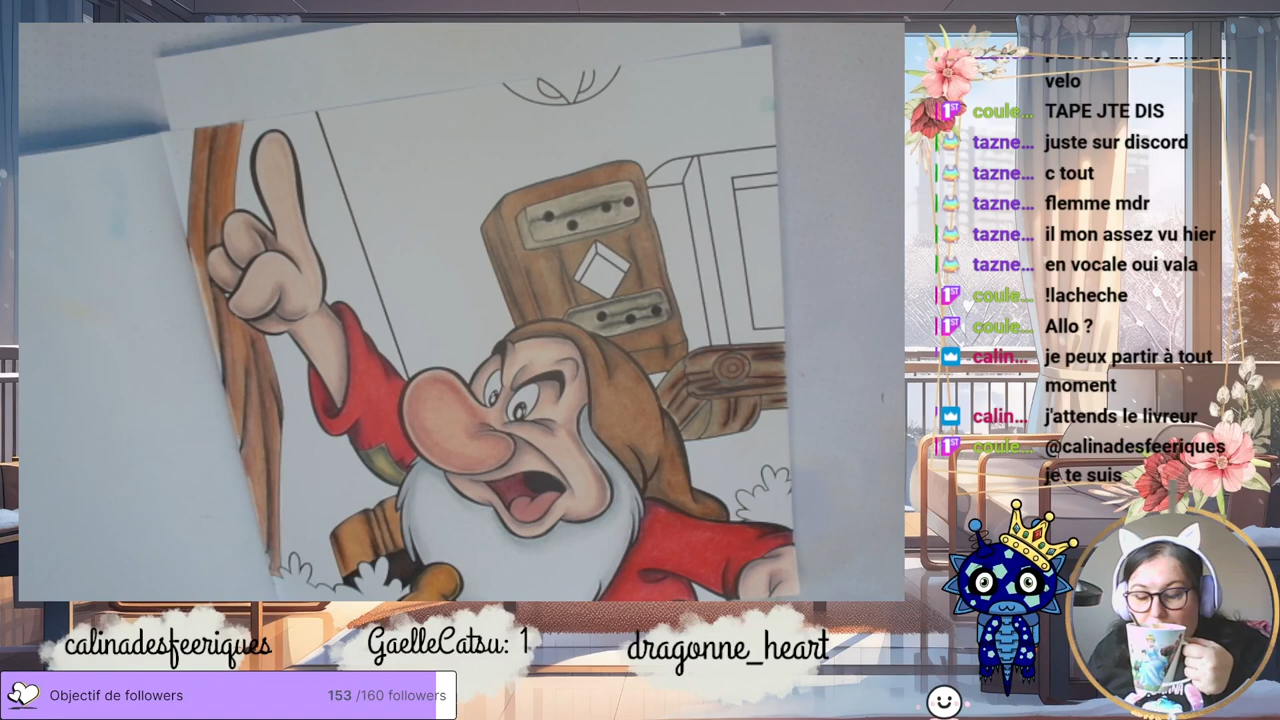 velo
coule... TAPE JTE DIS
tazne... juste sur discord
tazne... c tout
tazne... flemme mdr
tazne... il mon assez vu hier
tazne... en vocale oui vala
coule... !lacheche
coule... Allo ?
calin... je peux partir à tout
moment
calin... j'attends le livreur
coule... @calinadesfeeriques
je te suis
calinadesfeeriques
GaelleCatsu: 1
dragonne_heart
Objectif de followers 153 /160 followers